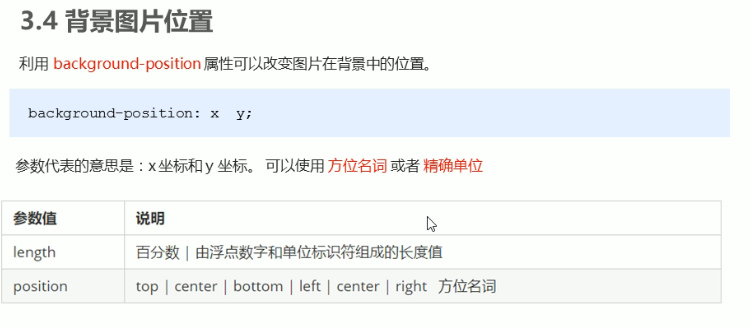 3.4 背景图片位置
利用 background-position 属性可以改变图片在背景中的位置。
background-position: x  y;
参数代表的意思是：x 坐标和 y 坐标。 可以使用 方位名词 或者 精确单位
参数值 说明
length 百分数 | 由浮点数字和单位标识符组成的长度值
position top | center | bottom | left | center | right 方位名词